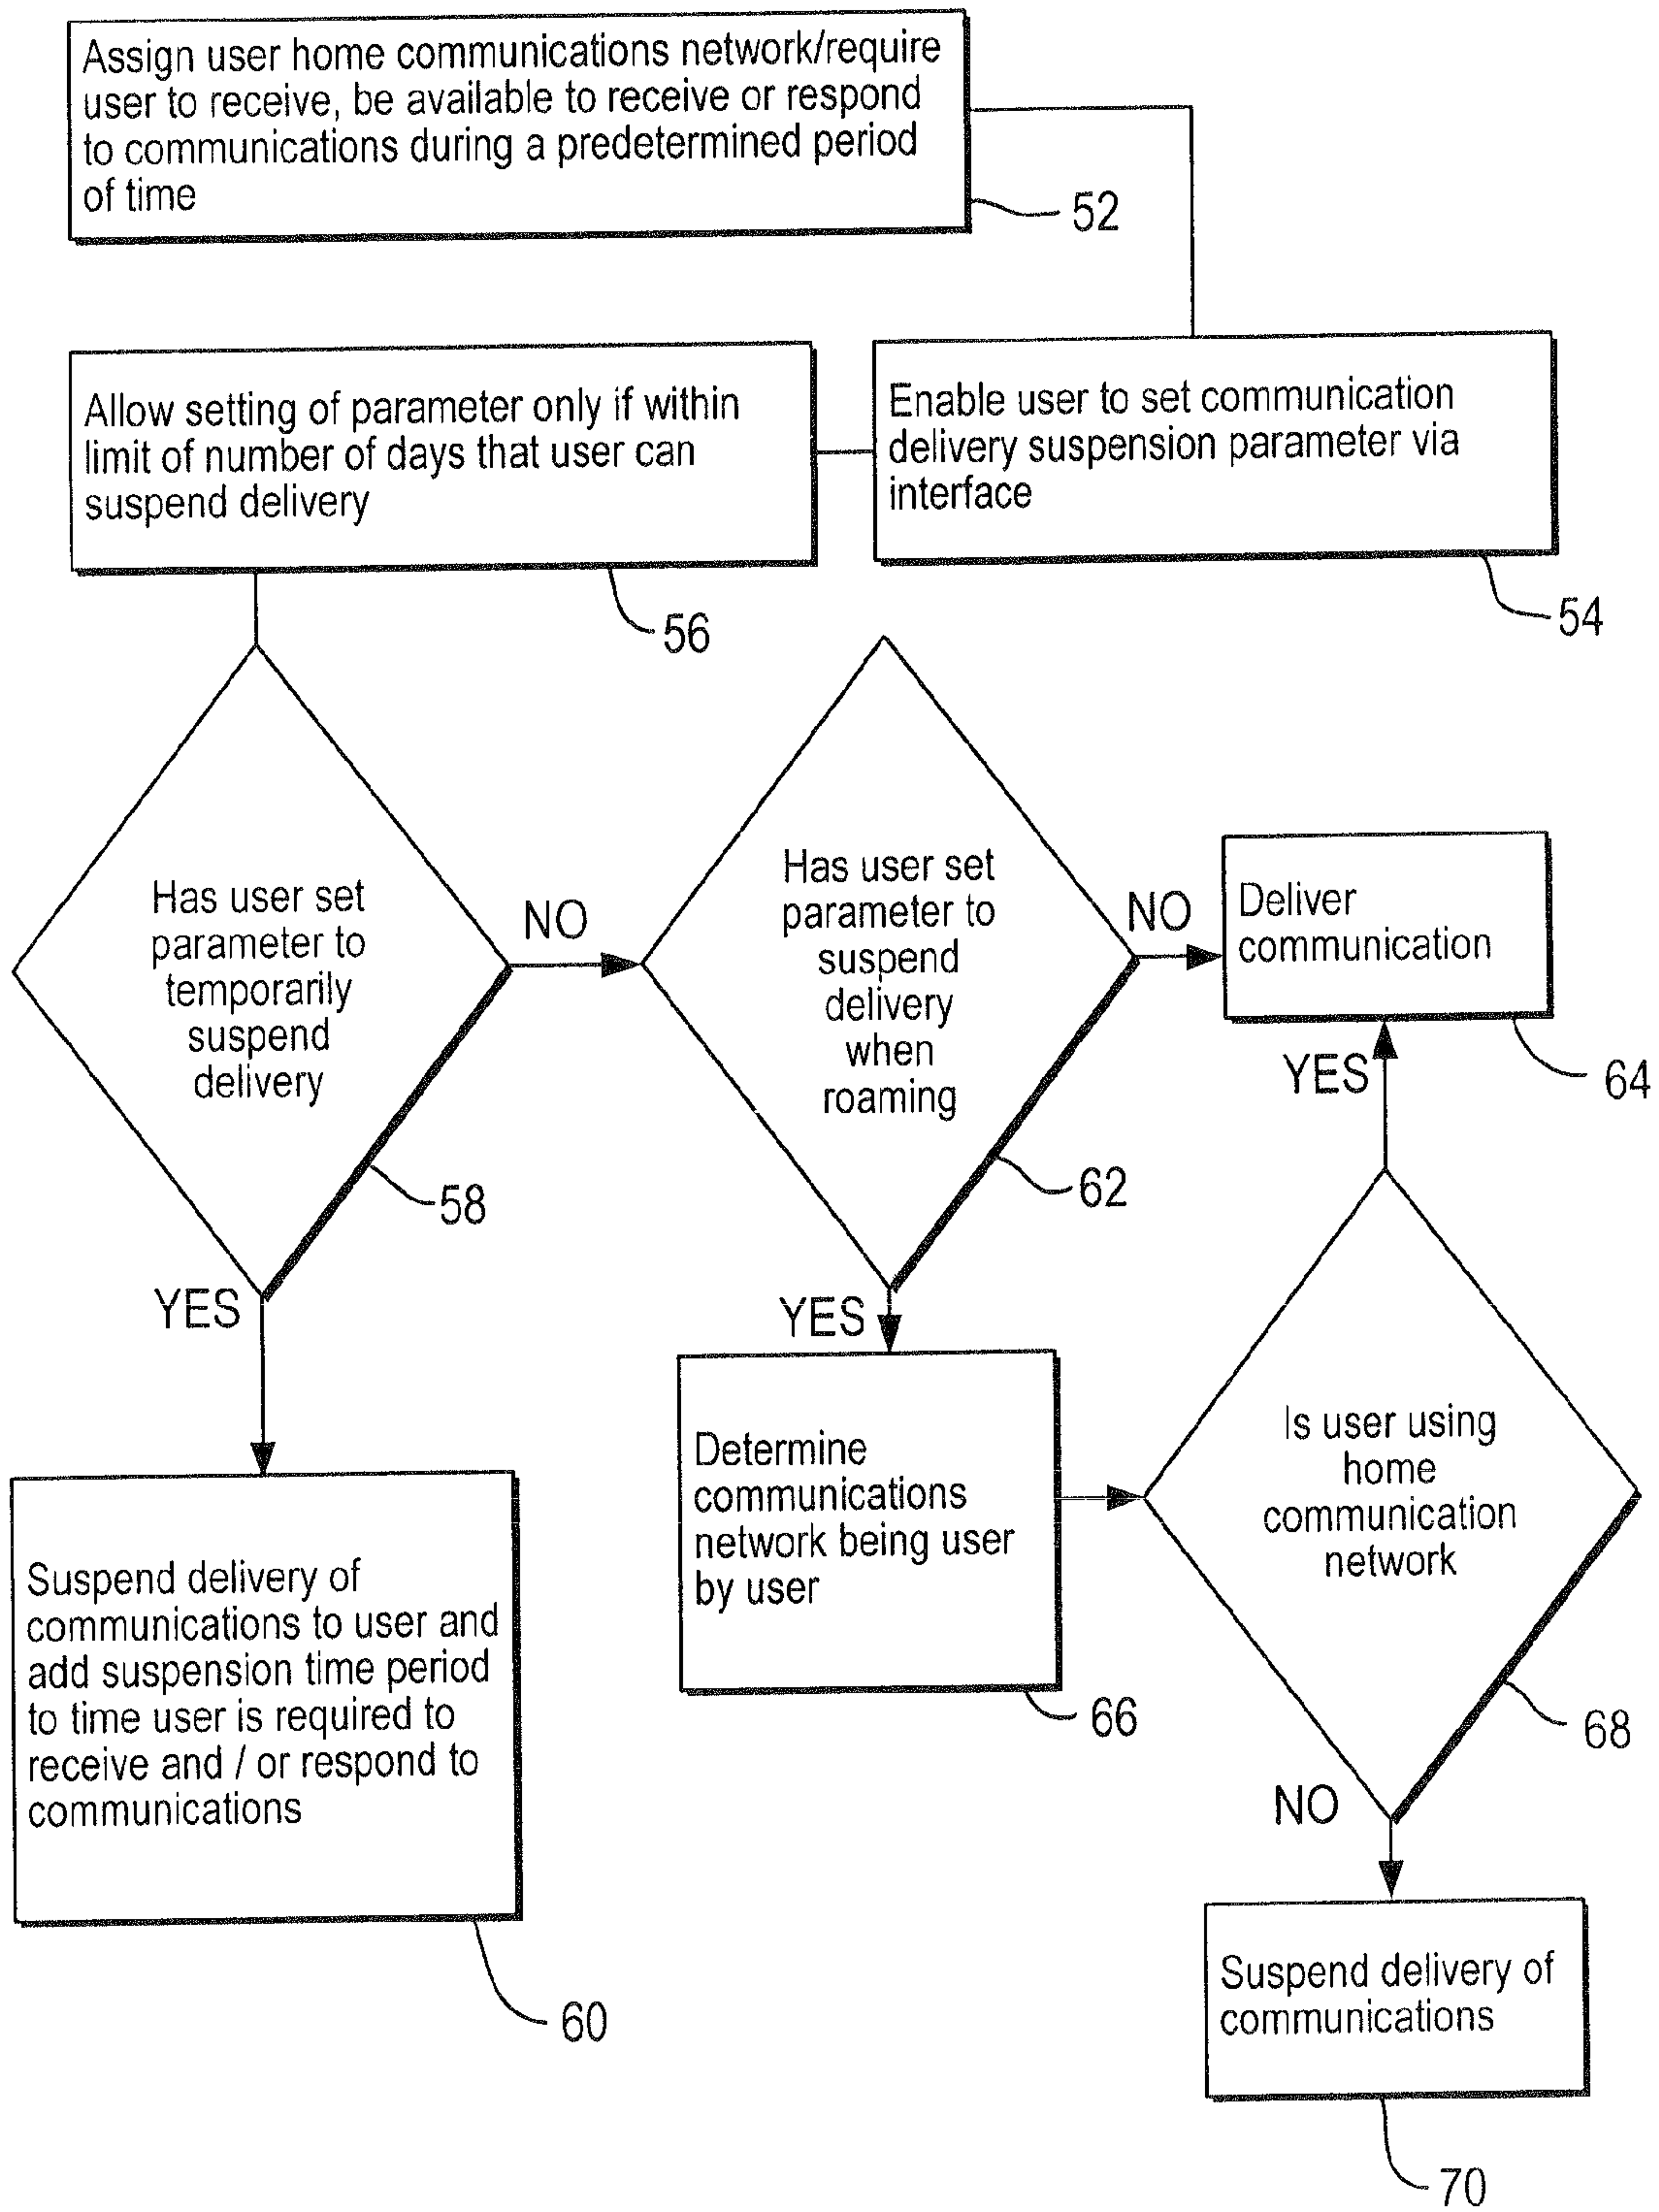 Assign user home communications network/require
user to receive, be available to receive or respond
to communications during a predetermined period
of time
52
Allow setting of parameter only if within
limit of number of days that user can
suspend delivery
56
Enable user to set communication
delivery suspension parameter via
interface
54
Has user set
parameter to
temporarily
suspend
delivery
58
NO
YES
Has user set
parameter to
suspend
delivery
when
roaming
62
NO
YES
Deliver
communication
64
YES
Suspend delivery of
communications to user and
add suspension time period
to time user is required to
receive and / or respond to
communications
60
Determine
communications
network being user
by user
66
Is user using
home
communication
network
68
NO
Suspend delivery of
communications
70